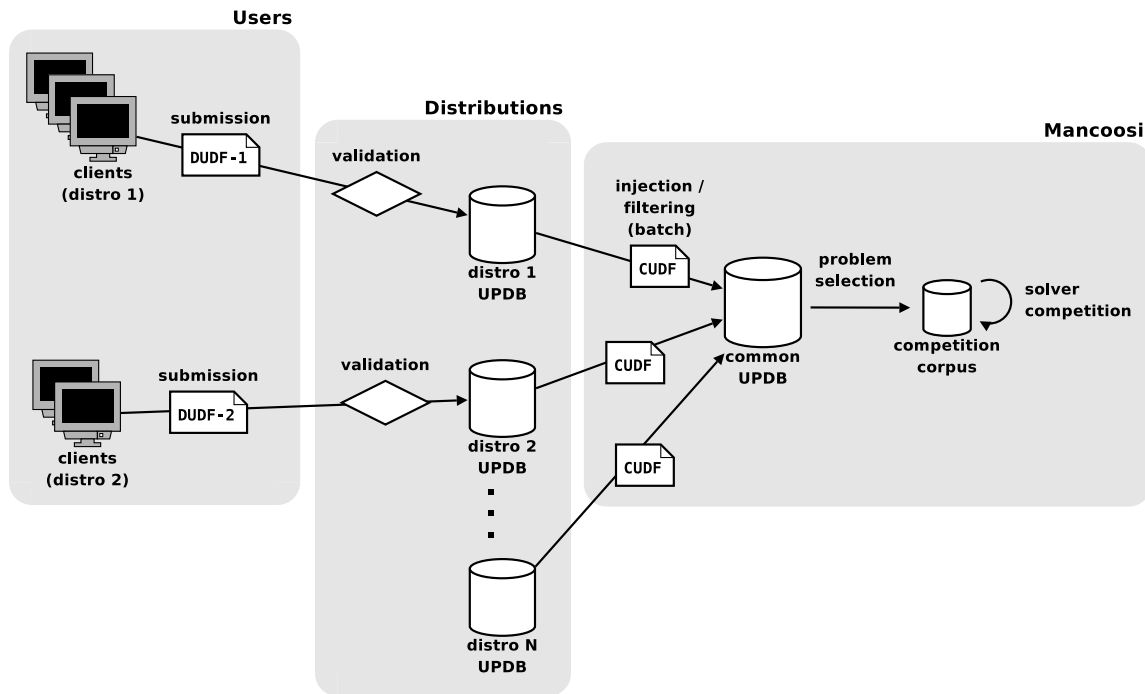 Users
submission
DUDF-1
clients
(distro 1)
submission
DUDF-2
clients
(distro 2)
Distributions
validation
distro 1
UPDB
validation
distro 2
UPDB
distro N
UPDB
Mancoosi
injection /
filtering
(batch)
CUDF
CUDF
CUDF
common
UPDB
problem
selection
competition
corpus
solver
competition